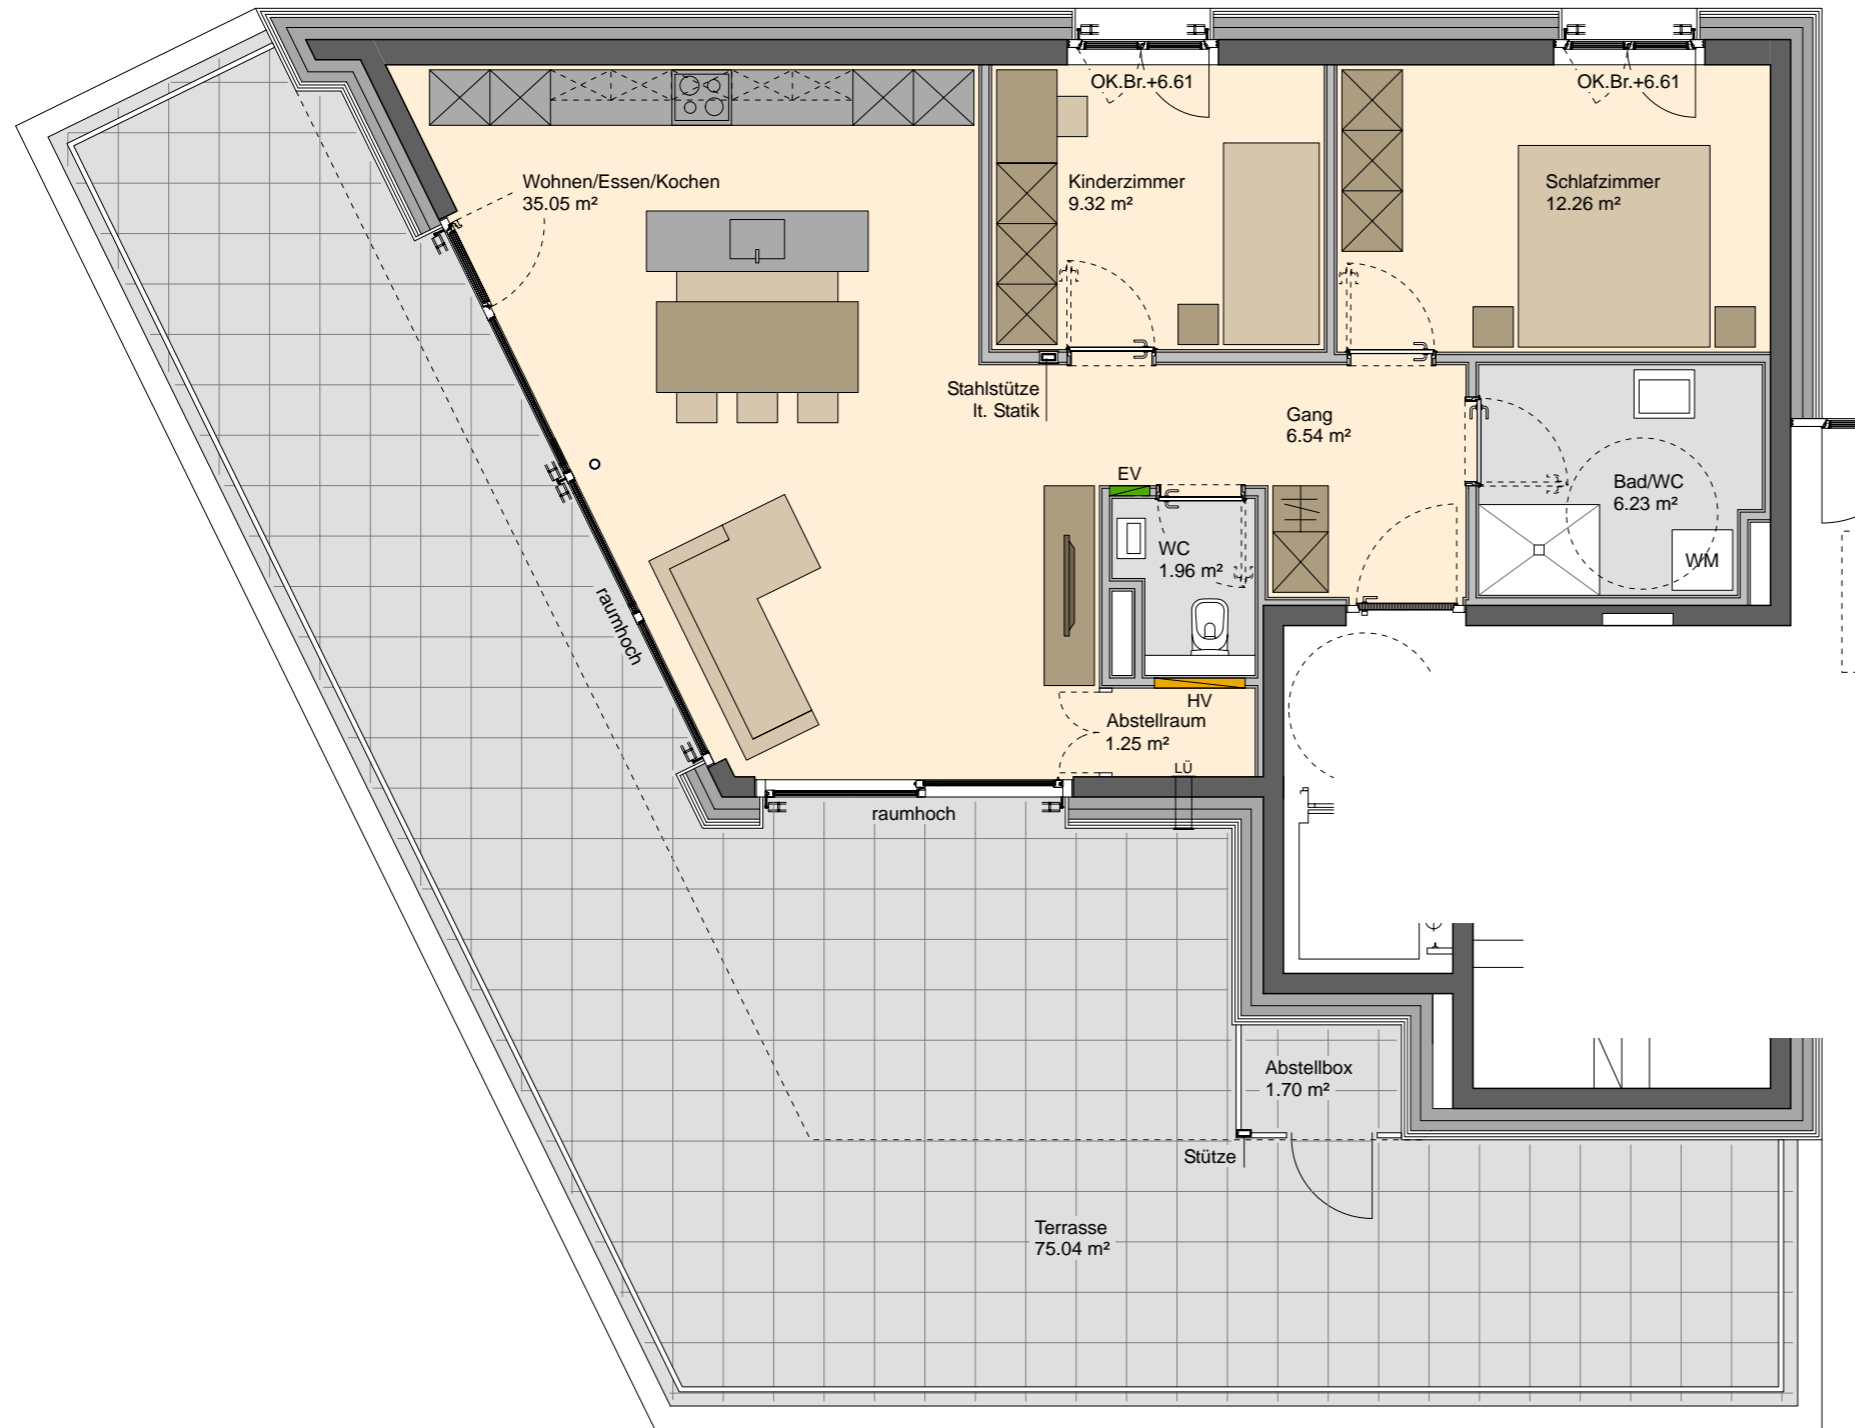 OK.Br.+6.61
OK.Br.+6.61
Wohnen/Essen/Kochen
35.05 m²
Kinderzimmer
9.32 m²
Schlafzimmer
12.26 m²
Stahlstütze
lt. Statik
Gang
6.54 m²
EV
Bad/WC
6.23 m²
WC
1.96 m²
WM
raumhoch
HV
Abstellraum
1.25 m²
LÜ
raumhoch
Abstellbox
1.70 m²
Stütze
Terrasse
75.04 m²